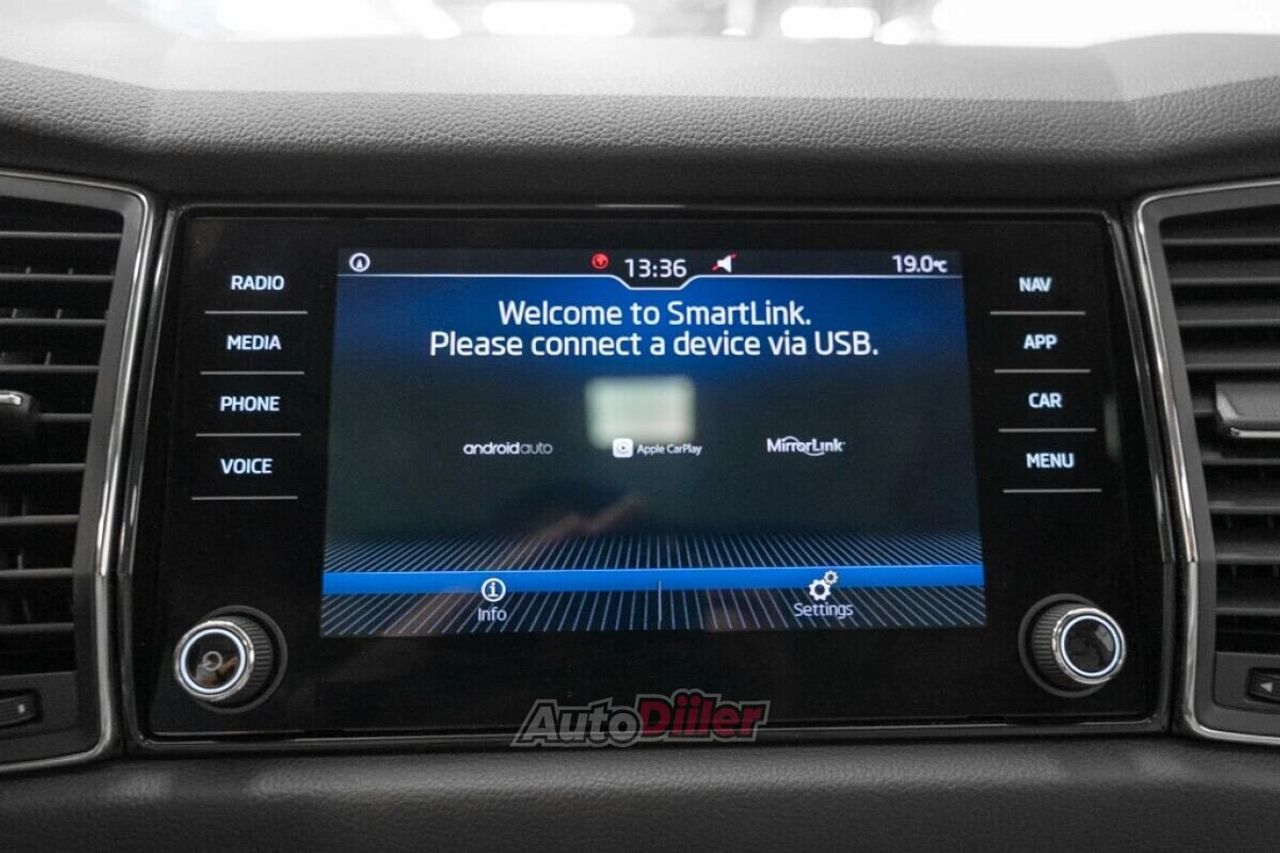 RADIO
MEDIA
PHONE
VOICE
13:36
19.0°C
Welcome to SmartLink.
Please connect a device via USB.
androidauto
Apple CarPlay
MirrorLink
Info
Settings
NAV
APP
CAR
MENU
AutoDiiler